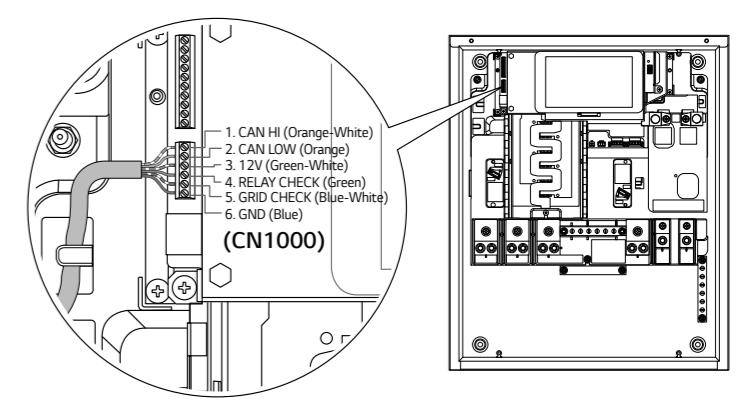 1. CAN HI (Orange-White)
2. CAN LOW (Orange)
3. 12V (Green-White)
4. RELAY CHECK (Green)
5. GRID CHECK (Blue-White)
6. GND (Blue)
(CN1000)